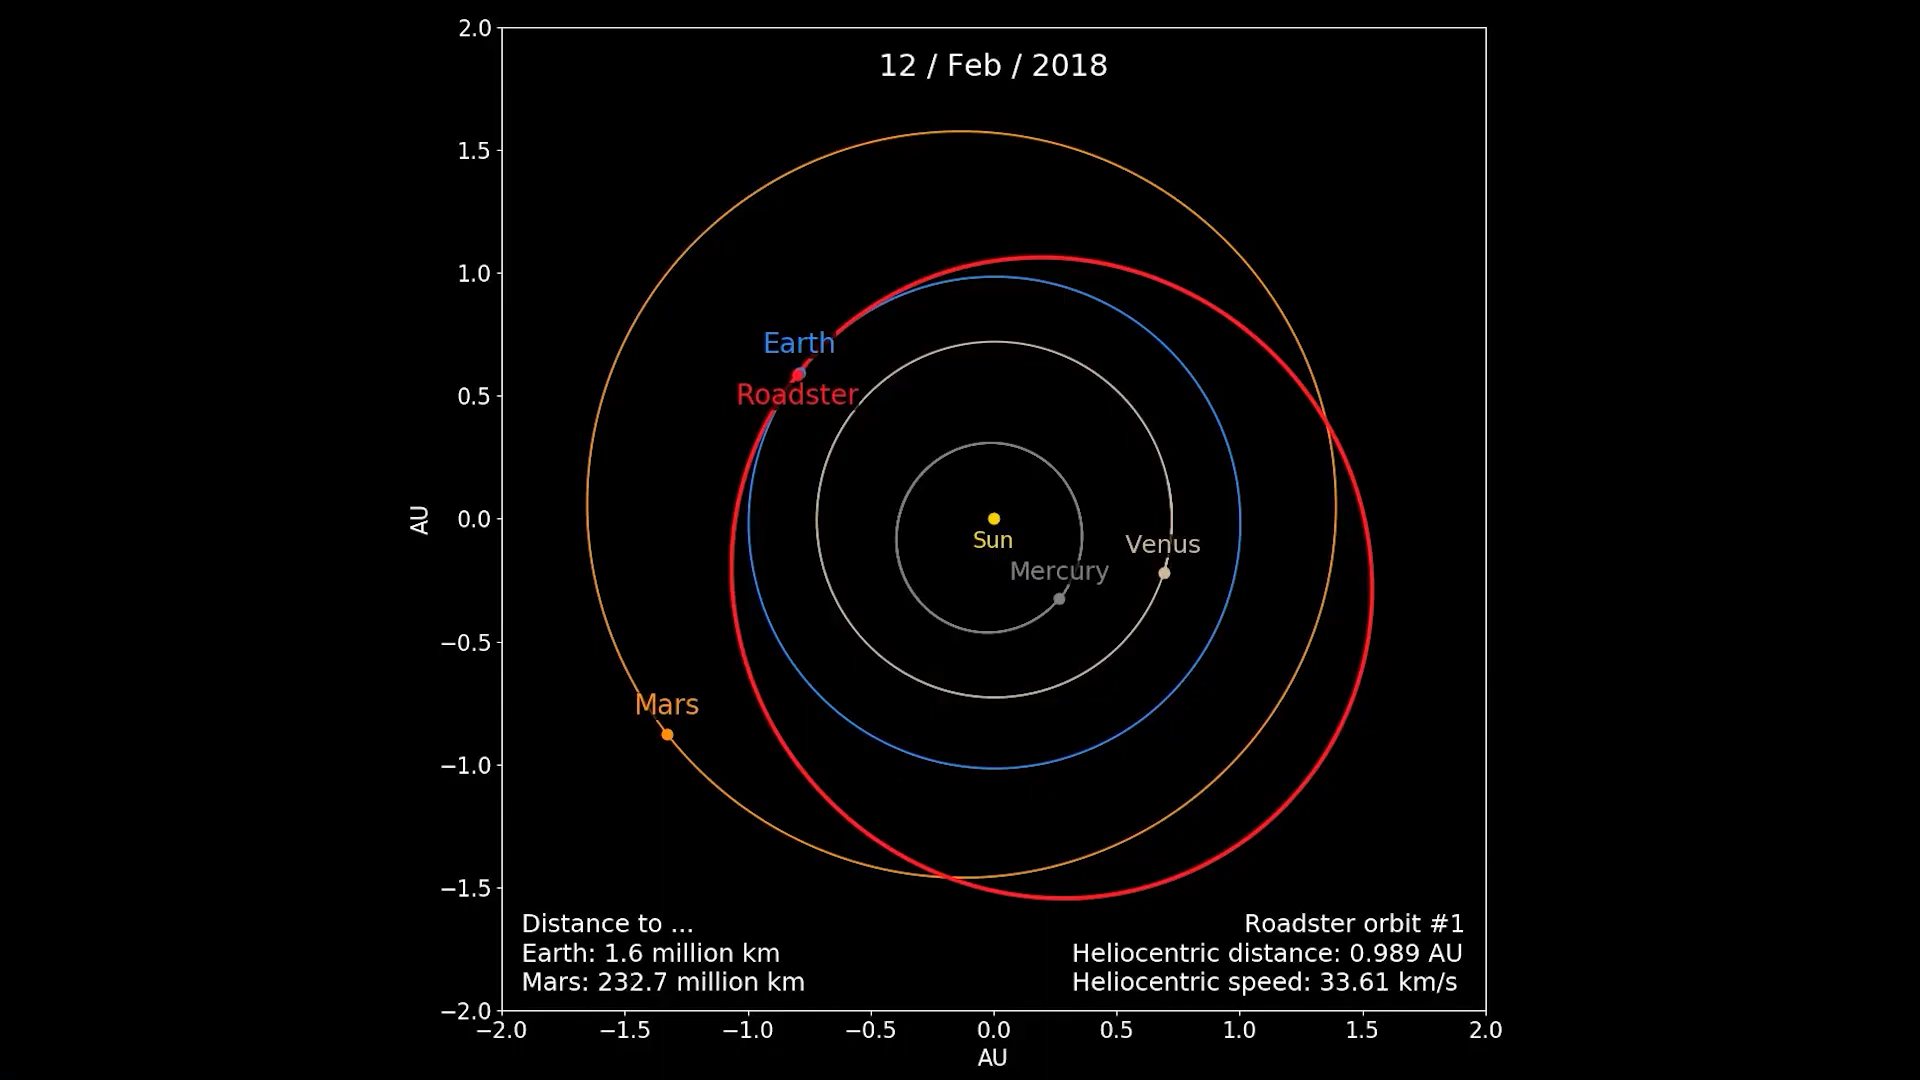 12 / Feb / 2018
2.0
1.5
1.0
0.5
0.0
−0.5
−1.0
−1.5
−2.0
AU
Earth
Roadster
Sun
Mercury
Venus
Mars
Distance to ...
Earth: 1.6 million km
Mars: 232.7 million km
Roadster orbit #1
Heliocentric distance: 0.989 AU
Heliocentric speed: 33.61 km/s
−2.0 −1.5 −1.0 −0.5 0.0 0.5 1.0 1.5 2.0
AU